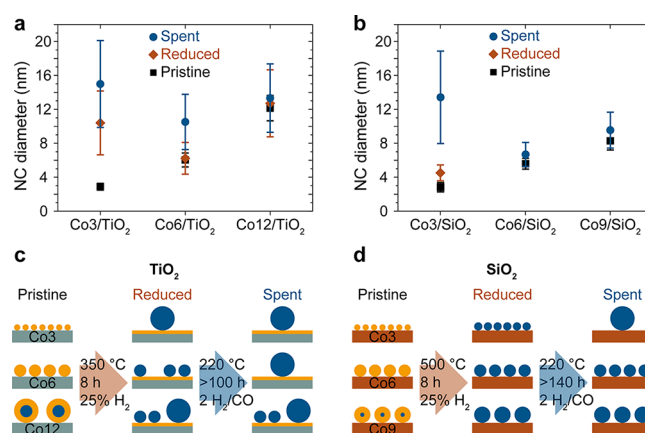 a
22
20
16
12
8
4
0
NC diameter (nm)
Spent
Reduced
Pristine
Co3/TiO2
Co6/TiO2
Co12/TiO2
b
20
16
12
8
4
0
NC diameter (nm)
Spent
Reduced
Pristine
Co3/SiO2
Co6/SiO2
Co9/SiO2
c
TiO2
Pristine
Reduced
Spent
Co3
Co6
Co12
350 °C
8 h
25% H2
220 °C
>100 h
2 H2/CO
d
SiO2
Pristine
Reduced
Spent
Co3
Co6
Co9
500 °C
8 h
25% H2
220 °C
>140 h
2 H2/CO